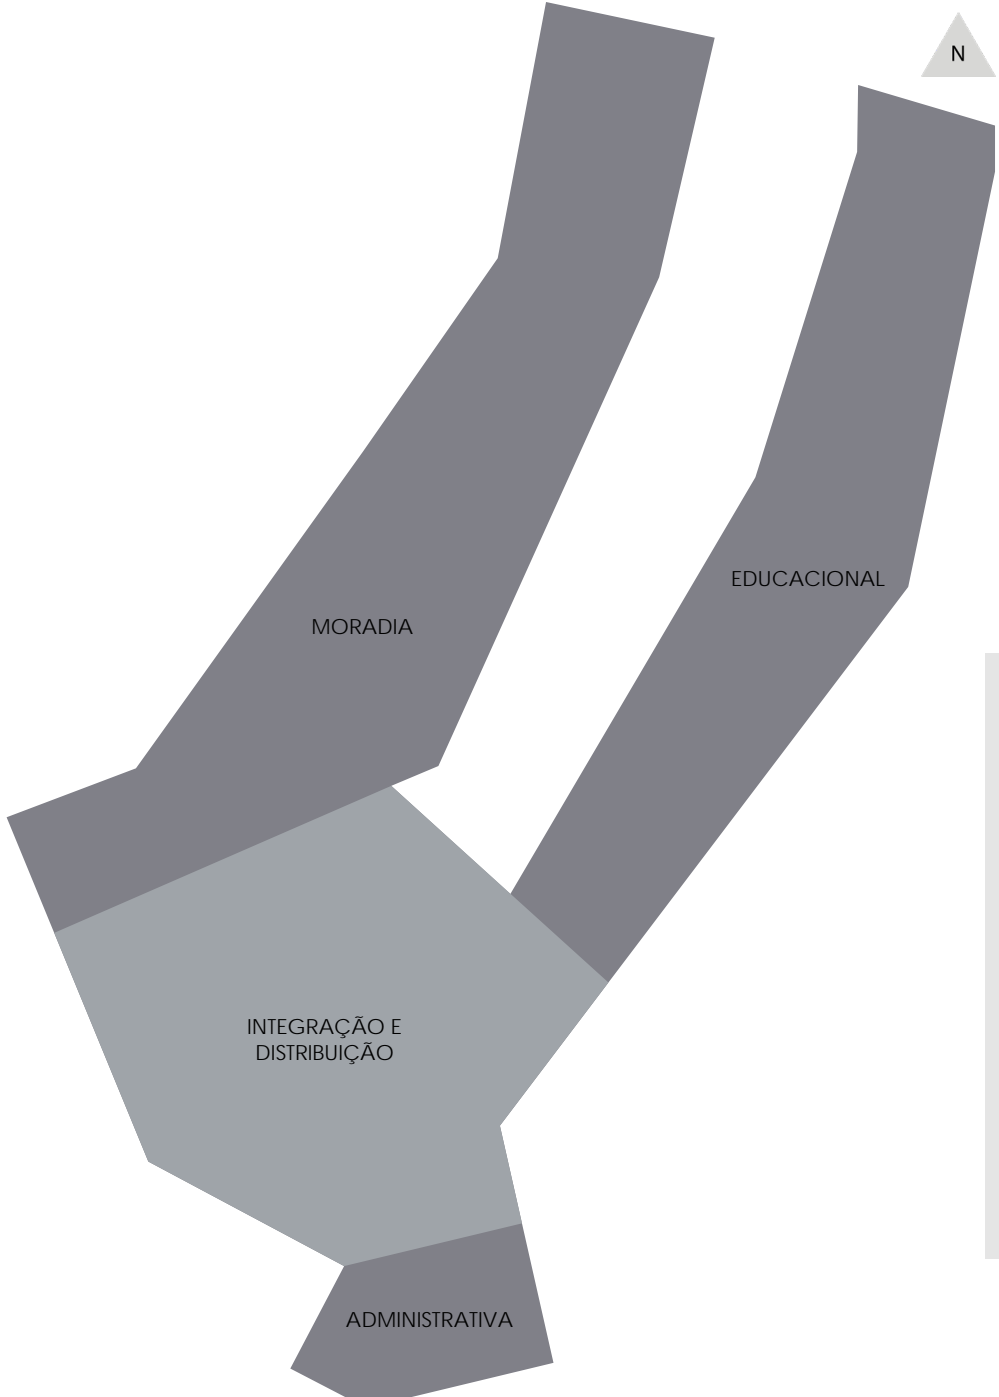 N
EDUCACIONAL
MORADIA
INTEGRAÇÃO E
DISTRIBUIÇÃO
ADMINISTRATIVA